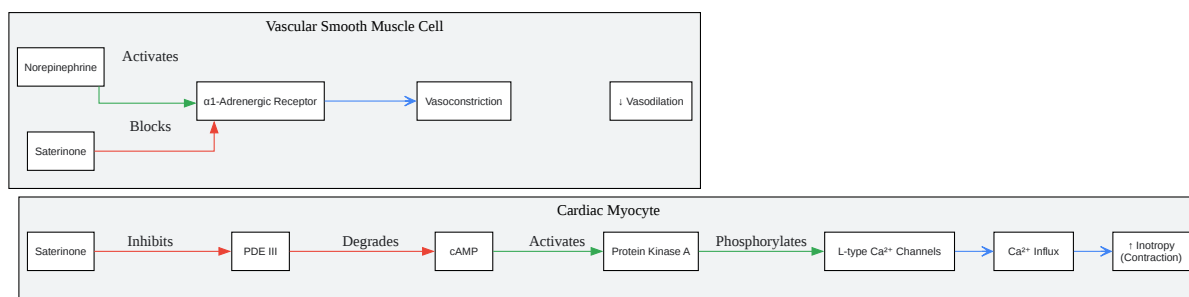 Vascular Smooth Muscle Cell
Norepinephrine
Activates
α1-Adrenergic Receptor
Vasoconstriction
↓ Vasodilation
Blocks
Saterinone
Cardiac Myocyte
Saterinone
Inhibits
PDE III
Degrades
cAMP
Activates
Protein Kinase A
Phosphorylates
L-type Ca²⁺ Channels
Ca²⁺ Influx
↑ Inotropy
(Contraction)